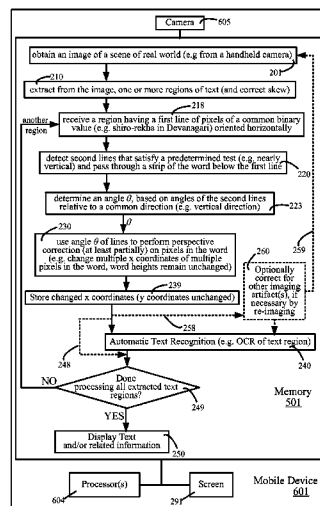 Camera
605
obtain an image of a scene of real world (e.g from a handheld camera)
201
210
extract from the image, one or more regions of text (and correct skew)
218
another
region
receive a region having a first line of pixels of a common binary
value (e.g. shiro-rekha in Devanagari) oriented horizontally
detect second lines that satisfy a predetermined test (e.g. nearly
vertical) and pass through a strip of the word below the first line
220
determine an angle θ, based on angles of the second lines
relative to a common direction (e.g. vertical direction)
223
θ
230
use angle θ of lines to perform perspective
correction (at least partially) on pixels in the word
(e.g. change multiple x coordinates of multiple
pixels in the word, word heights remain unchanged)
260
259
Optionally
correct for
other imaging
artifact(s), if
necessary by
re-imaging
239
Store changed x coordinates (y coordinates unchanged)
258
248
Automatic Text Recognition (e.g. OCR of text region)
240
NO
Done
processing all extracted text
regions?
249
YES
Memory
501
Display Text
and/or related information
250
Mobile Device
601
Processor(s)
604
Screen
291